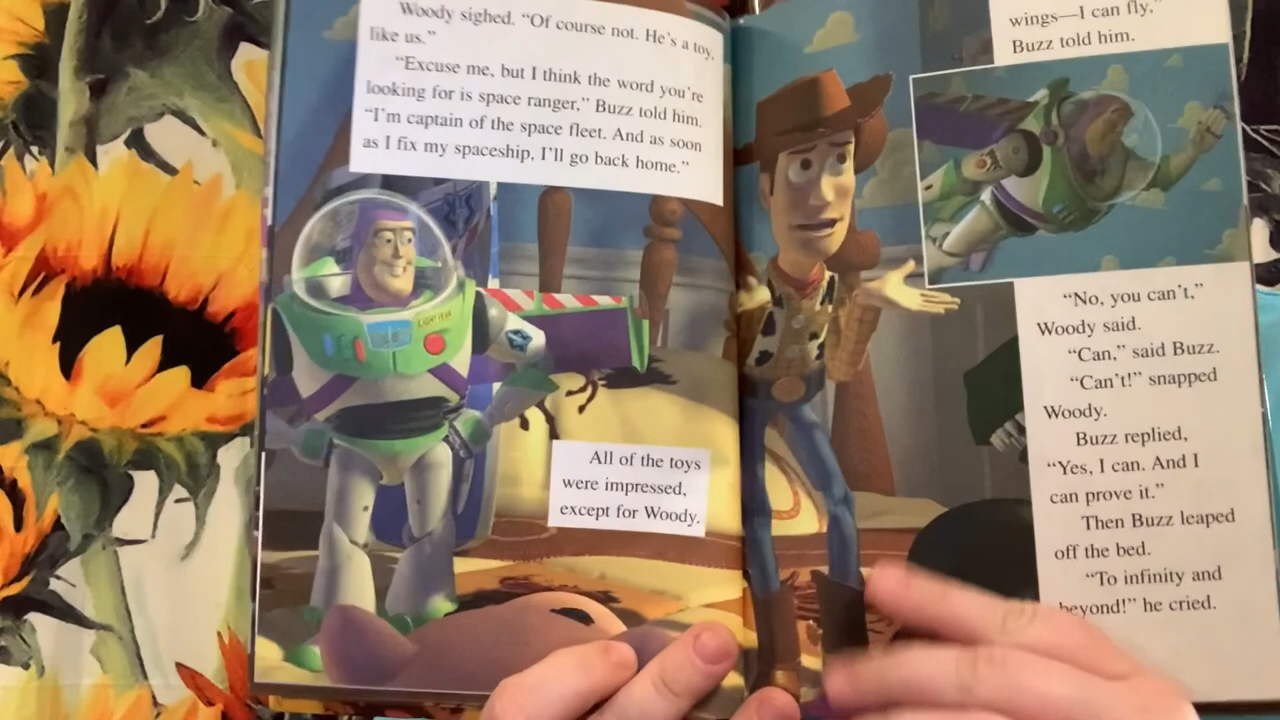 Woody sighed. “Of course not. He’s a toy,
like us.”
“Excuse me, but I think the word you’re
looking for is space ranger,” Buzz told him.
“I’m captain of the space fleet. And as soon
as I fix my spaceship, I’ll go back home.”
LIGHTYEAR
All of the toys
were impressed,
except for Woody.
wings—I can fly,”
Buzz told him.
“No, you can’t,”
Woody said.
“Can,” said Buzz.
“Can’t!” snapped
Woody.
Buzz replied,
“Yes, I can. And I
can prove it.”
Then Buzz leaped
off the bed.
“To infinity and
beyond!” he cried.